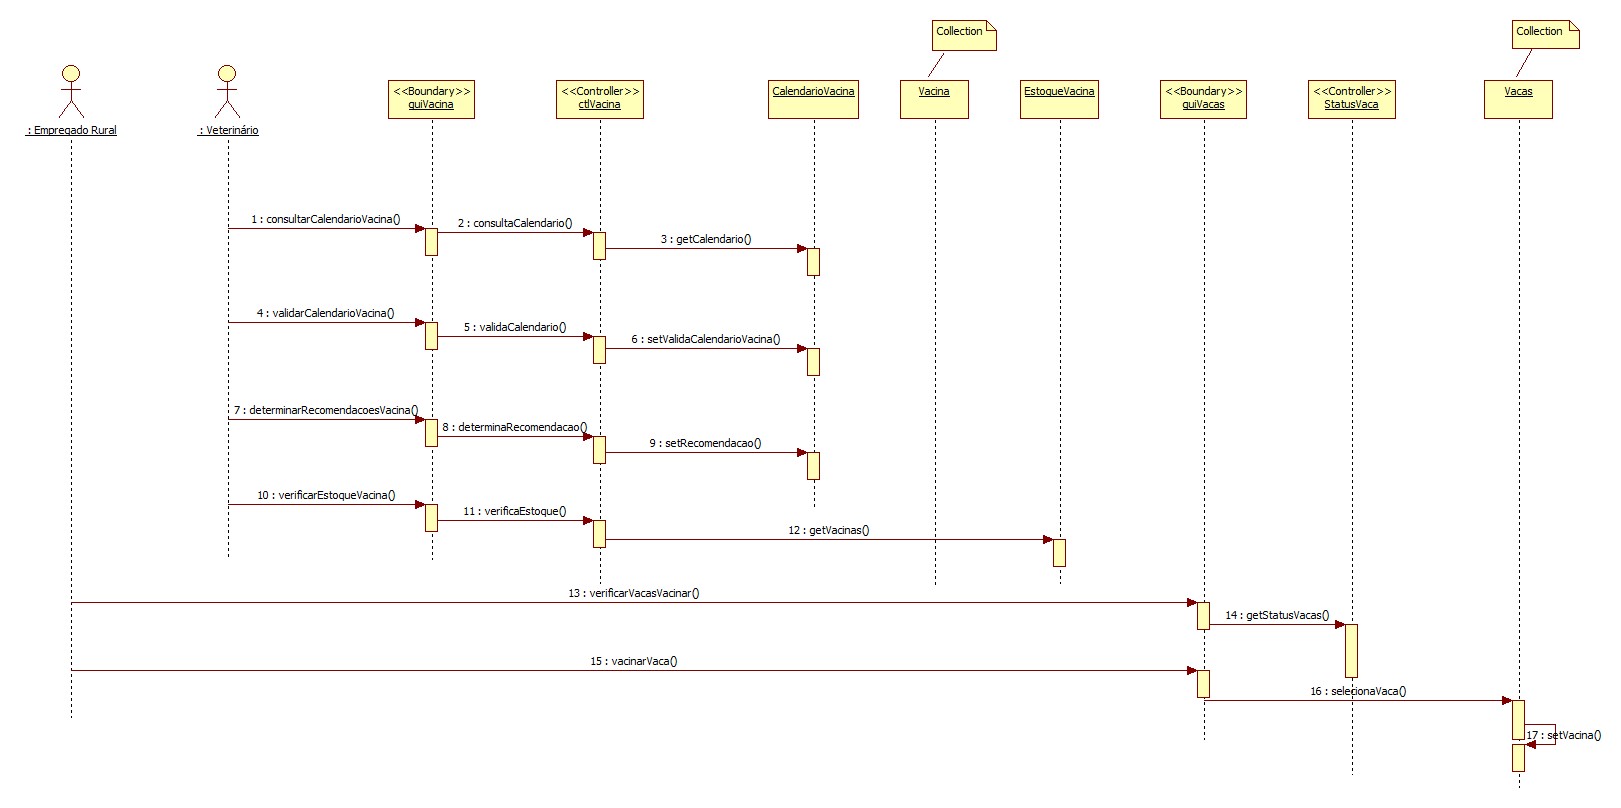 Collection
Collection
<<Boundary>>
guiVacina
<<Controller>>
ctlVacina
CalendarioVacina
Vacina
EstoqueVacina
<<Boundary>>
guiVacas
<<Controller>>
StatusVaca
Vacas
: Empregado Rural
: Veterinário
1 : consultarCalendarioVacina()
2 : consultaCalendario()
3 : getCalendario()
4 : validarCalendarioVacina()
5 : validaCalendario()
6 : setValidaCalendarioVacina()
7 : determinarRecomendacoesVacina()
8 : determinaRecomendacao()
9 : setRecomendacao()
10 : verificarEstoqueVacina()
11 : verificaEstoque()
12 : getVacinas()
13 : verificarVacasVacinar()
14 : getStatusVacas()
15 : vacinarVaca()
16 : selecionaVaca()
17 : setVacina()